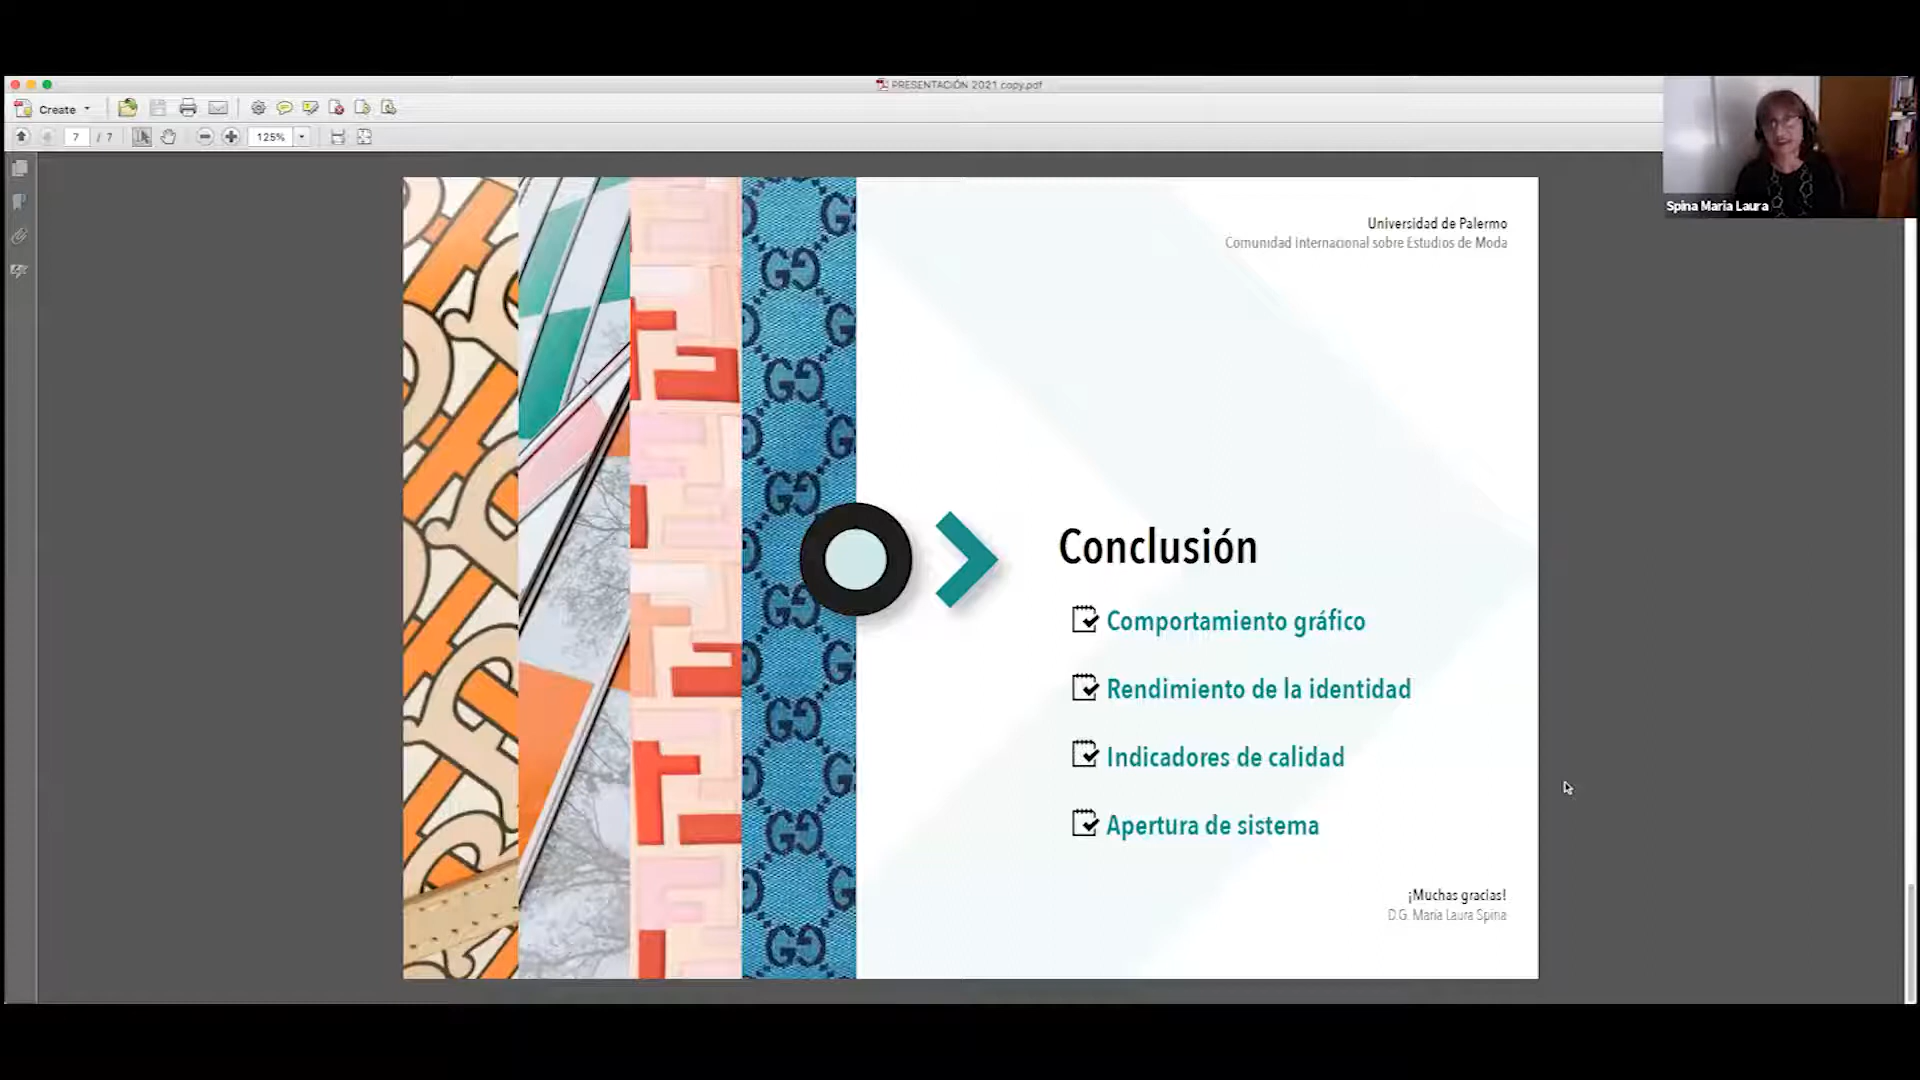 PRESENTACIÓN 2021 copy.pdf
Create
7 / 7 125%
Spina Maria Laura
Universidad de Palermo
Comunidad Internacional sobre Estudios de Moda
Conclusión
Comportamiento gráfico
Rendimiento de la identidad
Indicadores de calidad
Apertura de sistema
¡Muchas gracias!
D.G. María Laura Spina